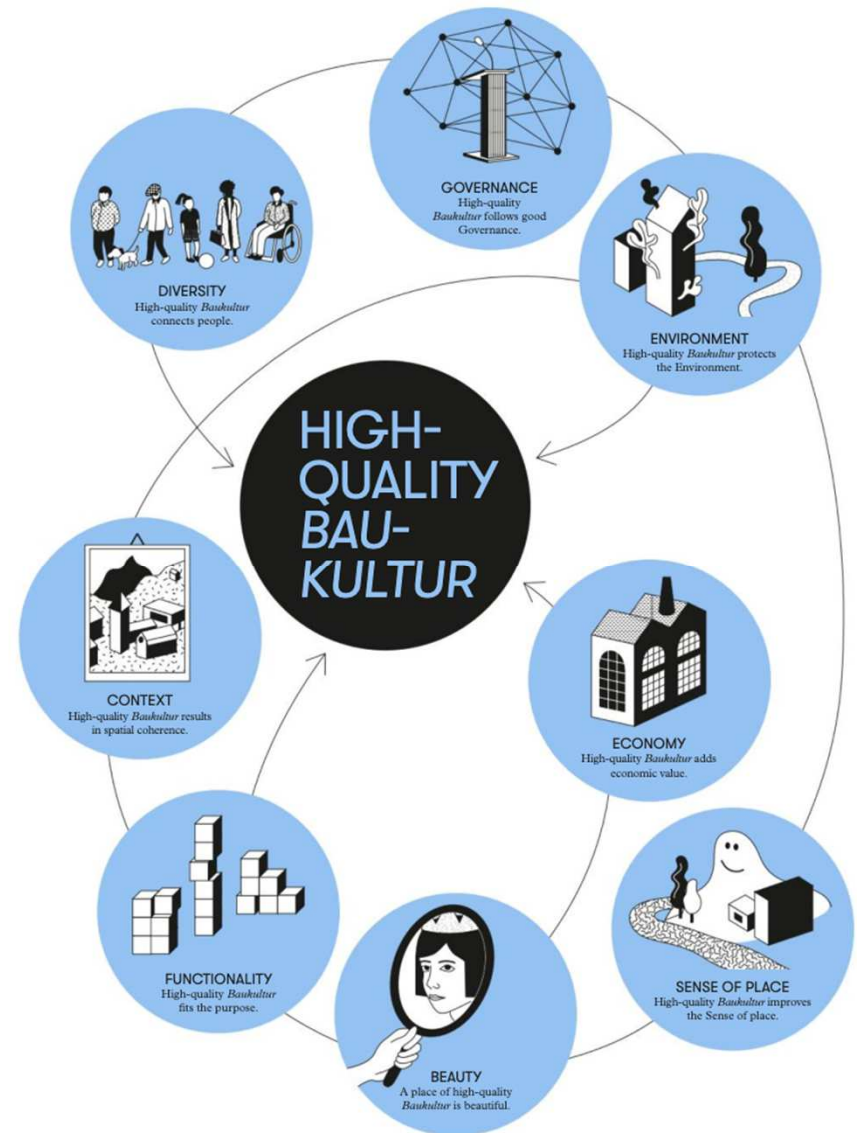 GOVERNANCE
High-quality
Baukultur follows good
Governance.
DIVERSITY
High-quality Baukultur
connects people.
ENVIRONMENT
High-quality Baukultur protects
the Environment.
HIGH-
QUALITY
BAU-
KULTUR
CONTEXT
High-quality Baukultur results
in spatial coherence.
ECONOMY
High-quality Baukultur adds
economic value.
FUNCTIONALITY
High-quality Baukultur
fits the purpose.
SENSE OF PLACE
High-quality Baukultur improves
the Sense of place.
BEAUTY
A place of high-quality
Baukultur is beautiful.